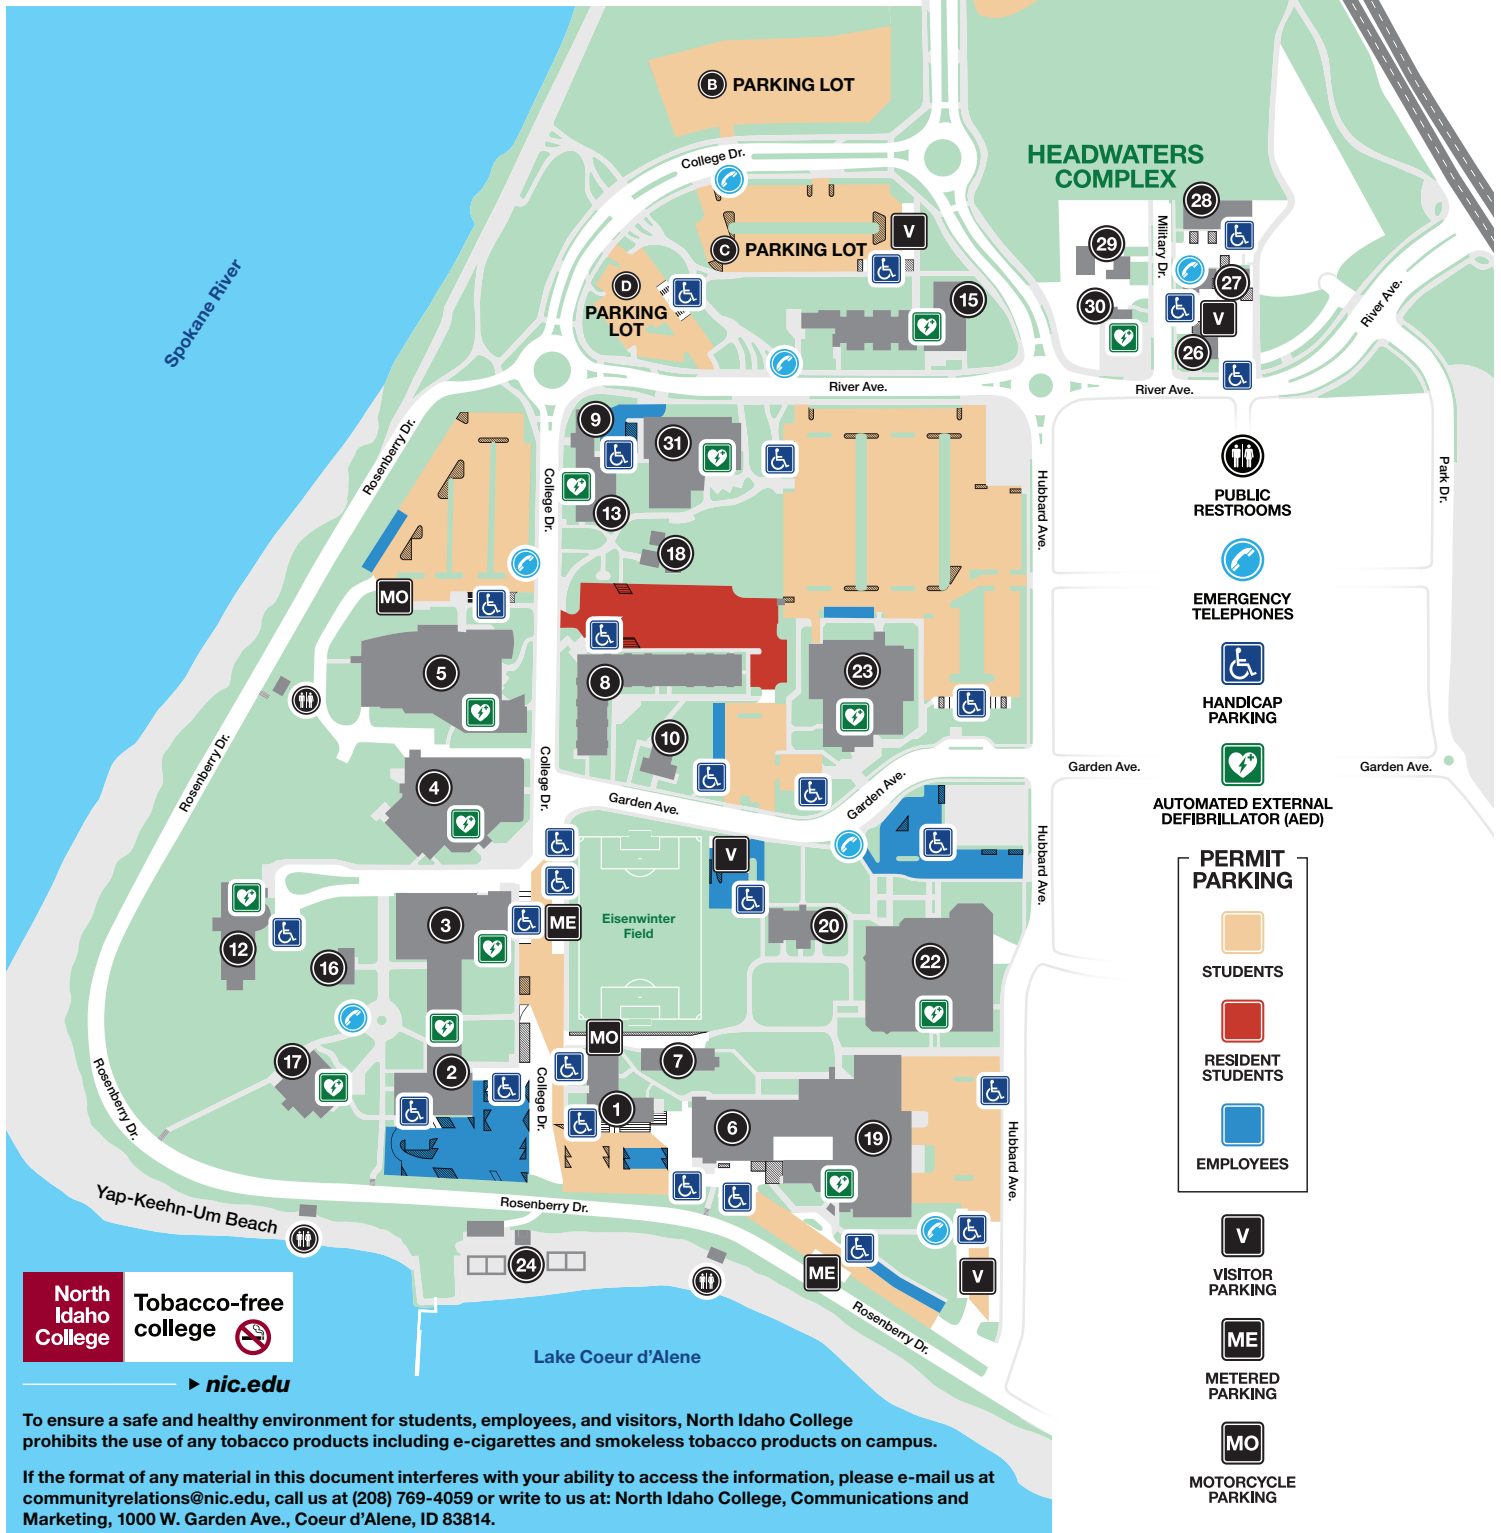 B PARKING LOT
College Dr.
HEADWATERS
COMPLEX
28
V
C PARKING LOT
Military Dr.
29
27
D
PARKING
LOT
15
30
V
26
River Ave.
Spokane River
River Ave.
River Ave.
9
31
Rosenberry Dr.
College Dr.
13
18
Hubbard Ave.
Park Dr.
PUBLIC
RESTROOMS
EMERGENCY
TELEPHONES
MO
5
8
23
HANDICAP
PARKING
10
Rosenberry Dr.
College Dr.
4
Garden Ave.
Garden Ave.
Garden Ave.
Garden Ave.
AUTOMATED EXTERNAL
DEFIBRILLATOR (AED)
V
Hubbard Ave.
PERMIT
PARKING
STUDENTS
RESIDENT
STUDENTS
EMPLOYEES
3
ME
Eisenwinter
Field
20
12
16
22
MO
7
17
2
College Dr.
1
6
19
Rosenberry Dr.
Hubbard Ave.
Yap-Keehn-Um Beach
Rosenberry Dr.
24
ME
V
Rosenberry Dr.
V
VISITOR
PARKING
ME
METERED
PARKING
MO
MOTORCYCLE
PARKING
Lake Coeur d'Alene
North
Idaho
College
Tobacco-free
college
nic.edu
To ensure a safe and healthy environment for students, employees, and visitors, North Idaho College
prohibits the use of any tobacco products including e-cigarettes and smokeless tobacco products on campus.
If the format of any material in this document interferes with your ability to access the information, please e-mail us at
communityrelations@nic.edu, call us at (208) 769-4059 or write to us at: North Idaho College, Communications and
Marketing, 1000 W. Garden Ave., Coeur d'Alene, ID 83814.